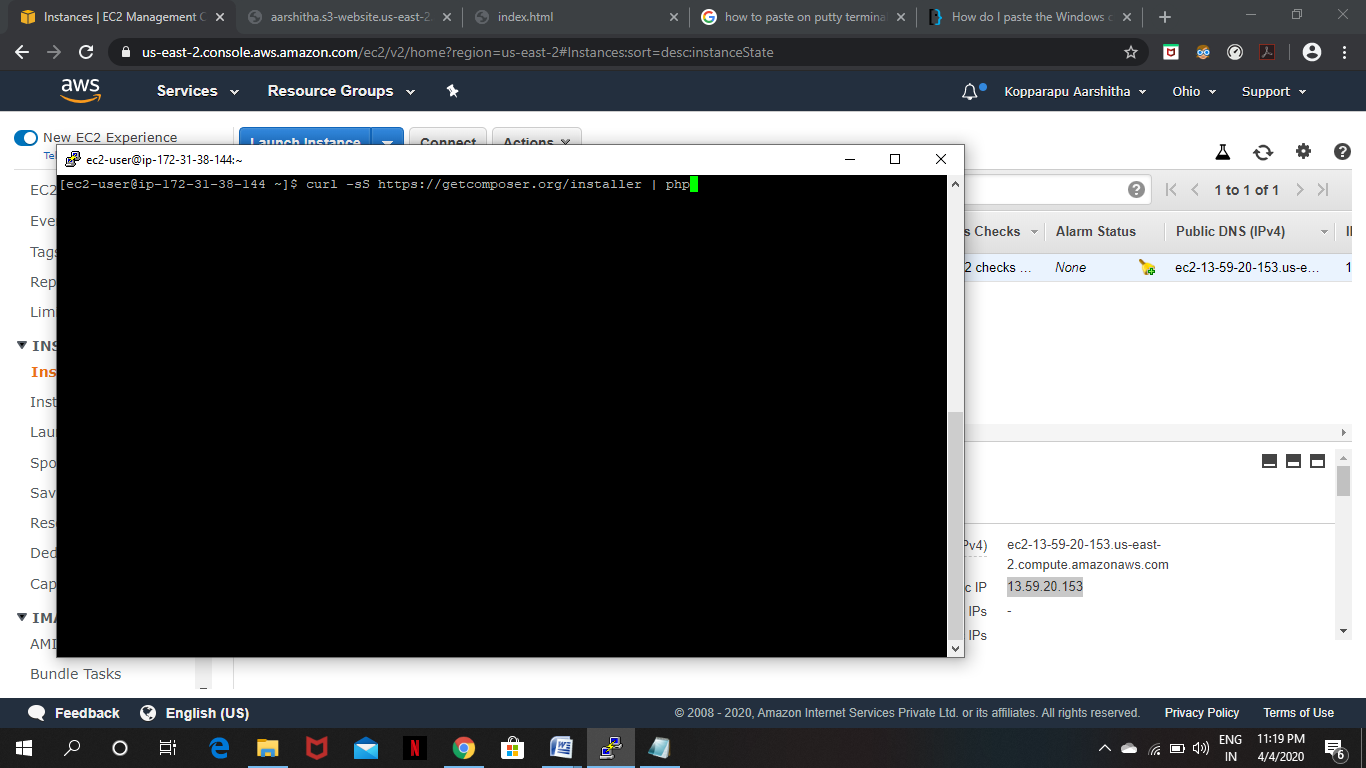 Instances | EC2 Management C
aarshitha.s3-website.us-east-2.
index.html
how to paste on putty terminal
How do I paste the Windows c
us-east-2.console.aws.amazon.com/ec2/v2/home?region=us-east-2#Instances:sort=desc:instanceState
aws
Services
Resource Groups
Kopparapu Aarshitha
Ohio
Support
New EC2 Experience
Launch Instance
Connect
Actions
ec2-user@ip-172-31-38-144:~
[ec2-user@ip-172-31-38-144 ~]$ curl -sS https://getcomposer.org/installer | php
EC2
Eve
Tags
Rep
Lim
INS
Ins
Inst
Lau
Spo
Sav
Rese
Ded
Cap
IMA
AMI
Bundle Tasks
1 to 1 of 1
s Checks
Alarm Status
Public DNS (IPv4)
2 checks ...
None
ec2-13-59-20-153.us-e...
1
Pv4)
ec2-13-59-20-153.us-east-
2.compute.amazonaws.com
c IP
13.59.20.153
IPs
-
IPs
Feedback
English (US)
© 2008 - 2020, Amazon Internet Services Private Ltd. or its affiliates. All rights reserved.
Privacy Policy
Terms of Use
ENG
IN
11:19 PM
4/4/2020
6